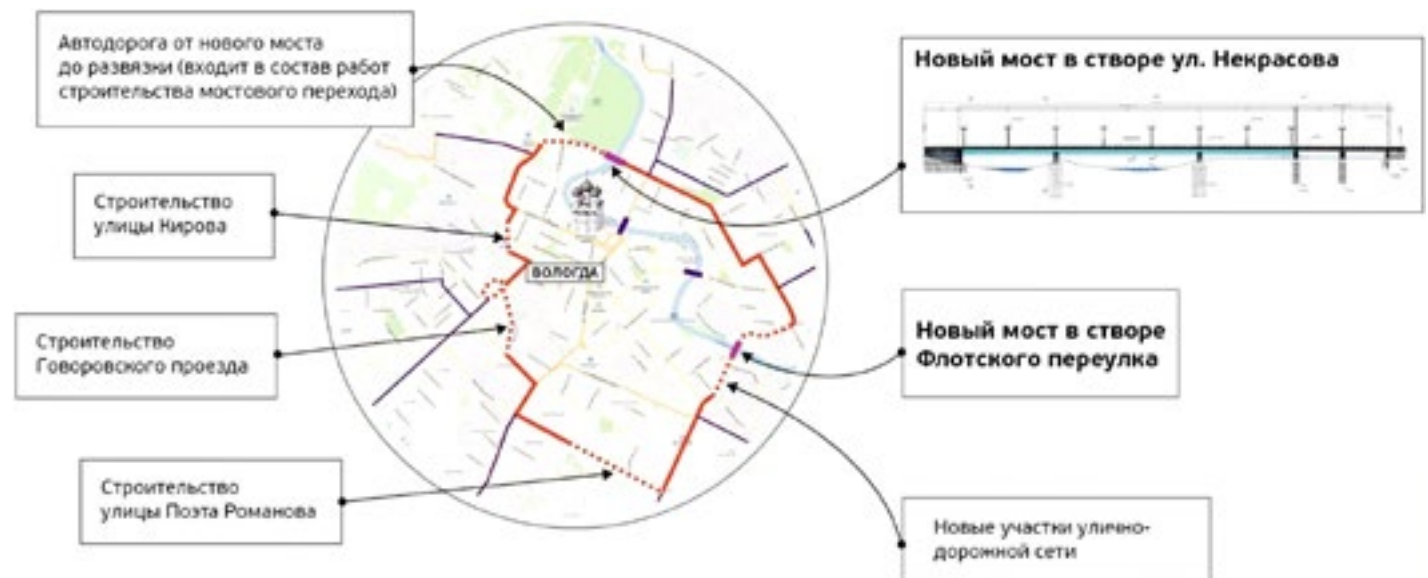 Автодорога от нового моста
до развязки (входит в состав работ
строительства мостового перехода)
Новый мост в створе ул. Некрасова
Строительство
улицы Кирова
ВОЛОГДА
Строительство
Говоровского проезда
Новый мост в створе
Флотского переулка
Строительство
улицы Поэта Романова
Новые участки улично-
дорожной сети